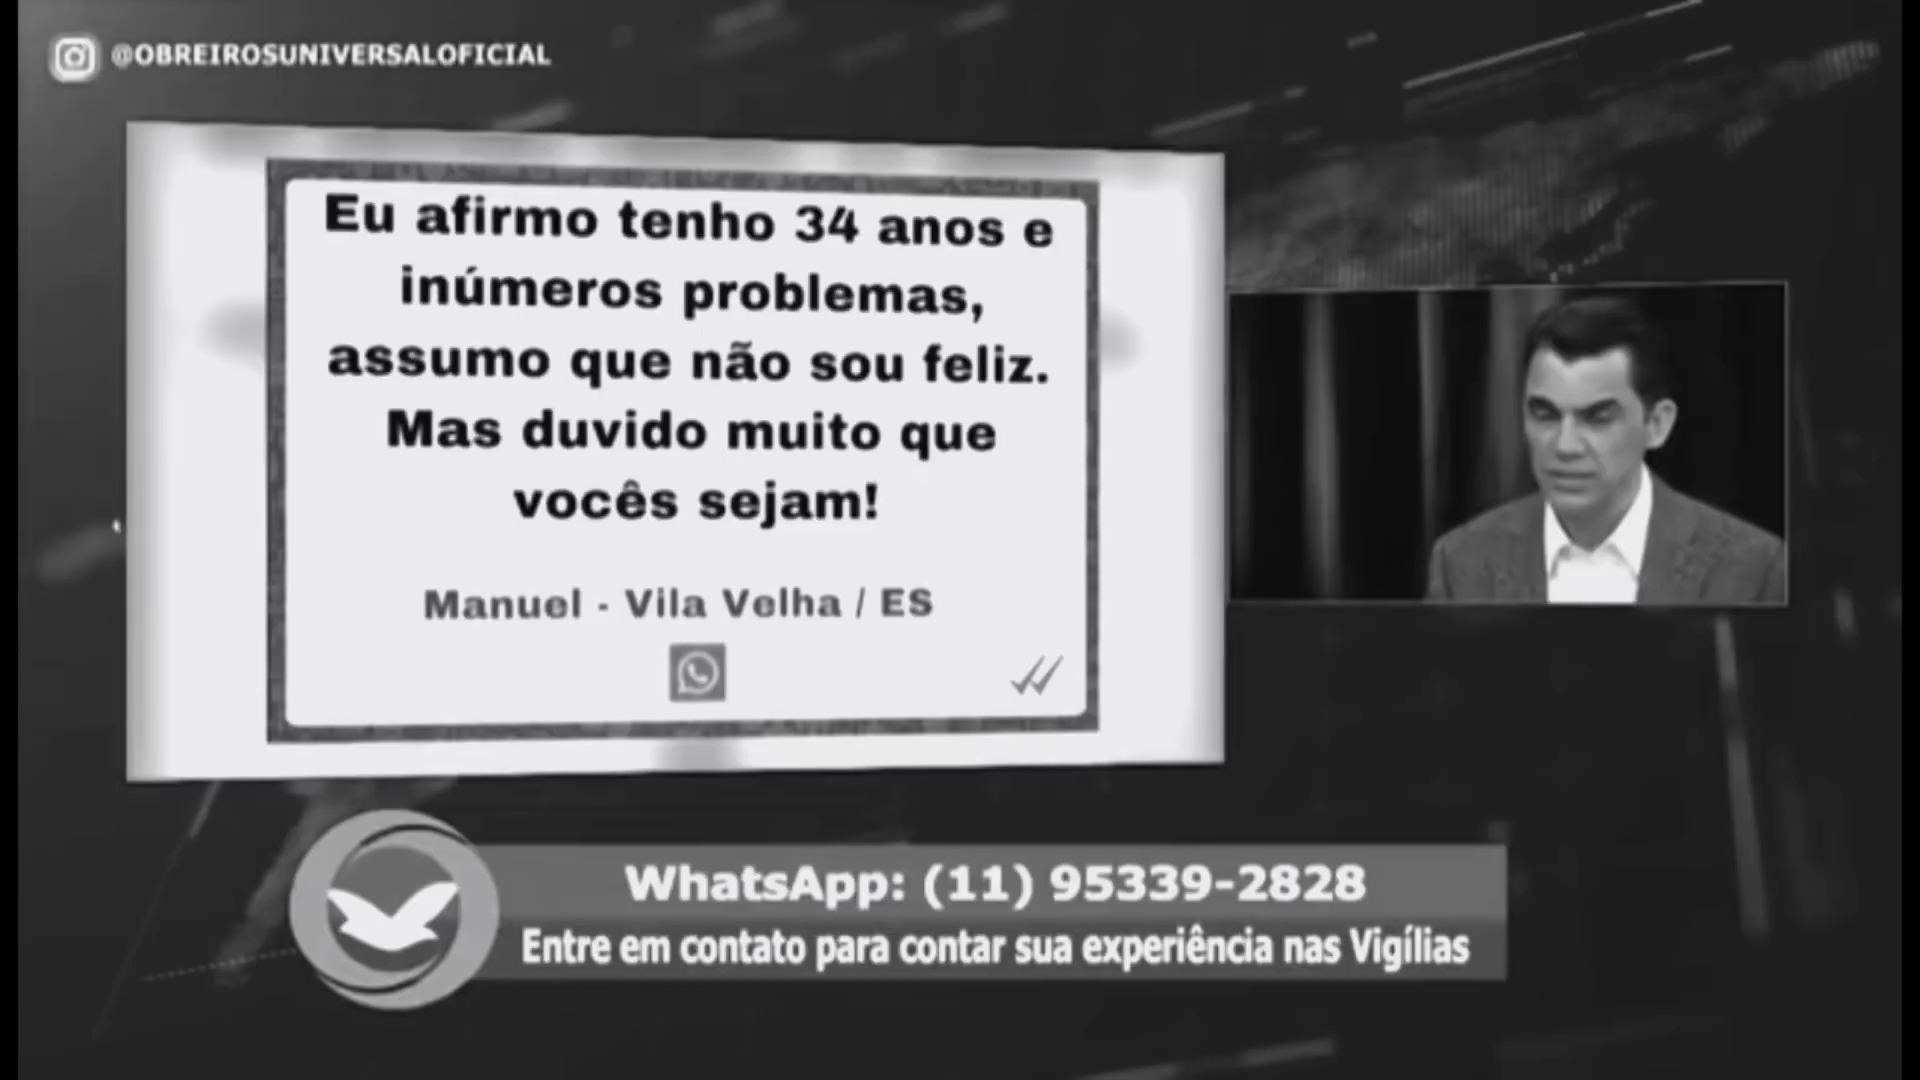 @OBREIROSUNIVERSALOFICIAL
Eu afirmo tenho 34 anos e
inúmeros problemas,
assumo que não sou feliz.
Mas duvido muito que
vocês sejam!
Manuel - Vila Velha / ES
WhatsApp: (11) 95339-2828
Entre em contato para contar sua experiência nas Vigílias